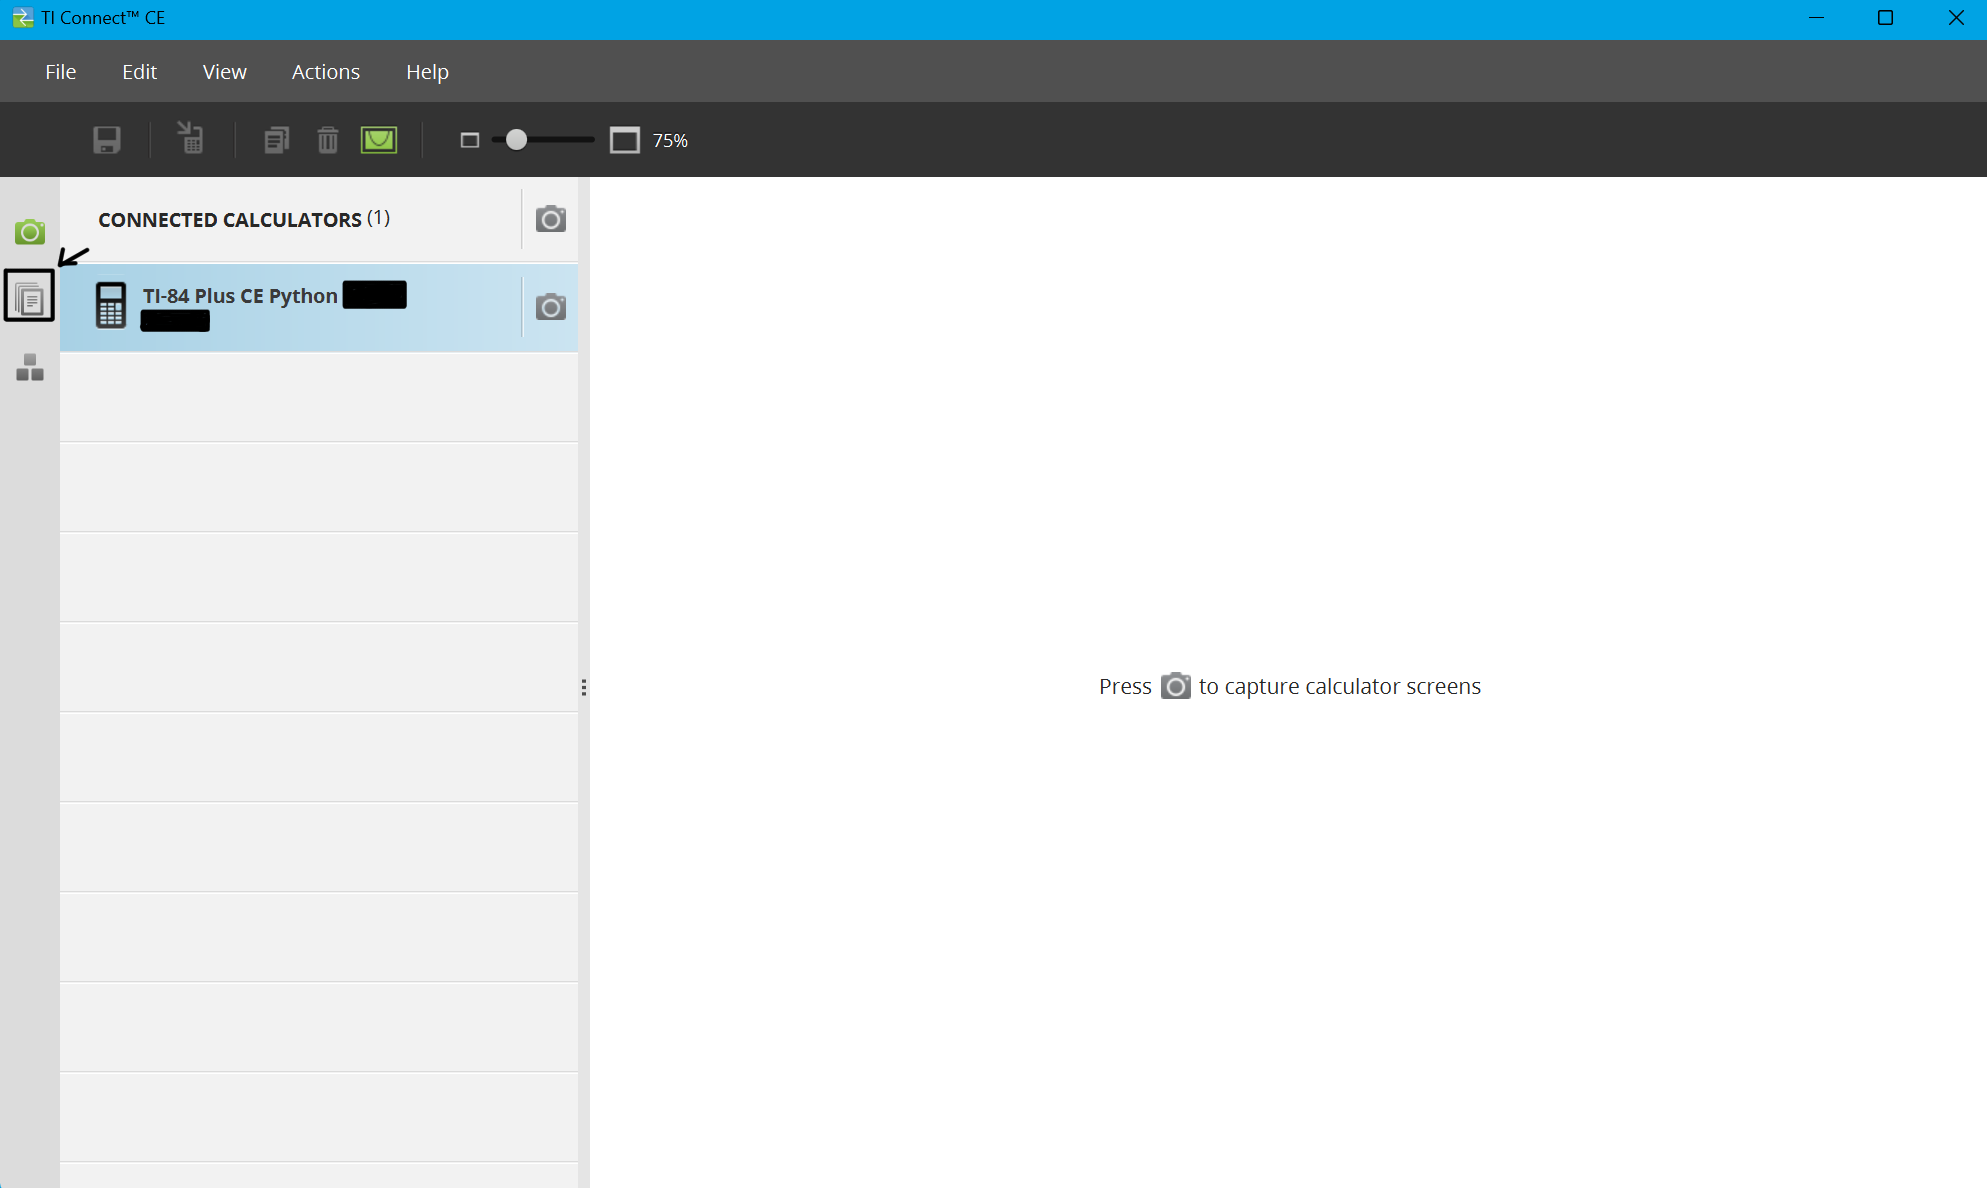 TI Connect™ CE
File Edit View Actions Help
75%
CONNECTED CALCULATORS (1)
TI-84 Plus CE Python
Press to capture calculator screens